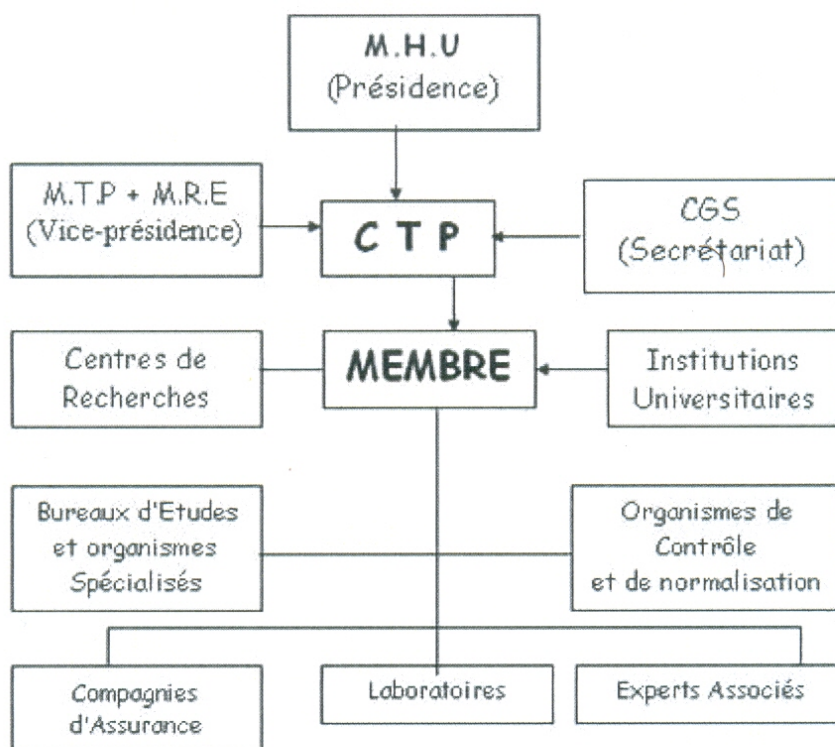 M.H.U
(Présidence)
M.T.P + M.R.E
(Vice-présidence)
C T P
CGS
(Secrétariat)
Centres de
Recherches
MEMBRE
Institutions
Universitaires
Bureaux d'Etudes
et organismes
Spécialisés
Organismes de
Contrôle
et de normalisation
Compagnies
d'Assurance
Laboratoires
Experts Associés